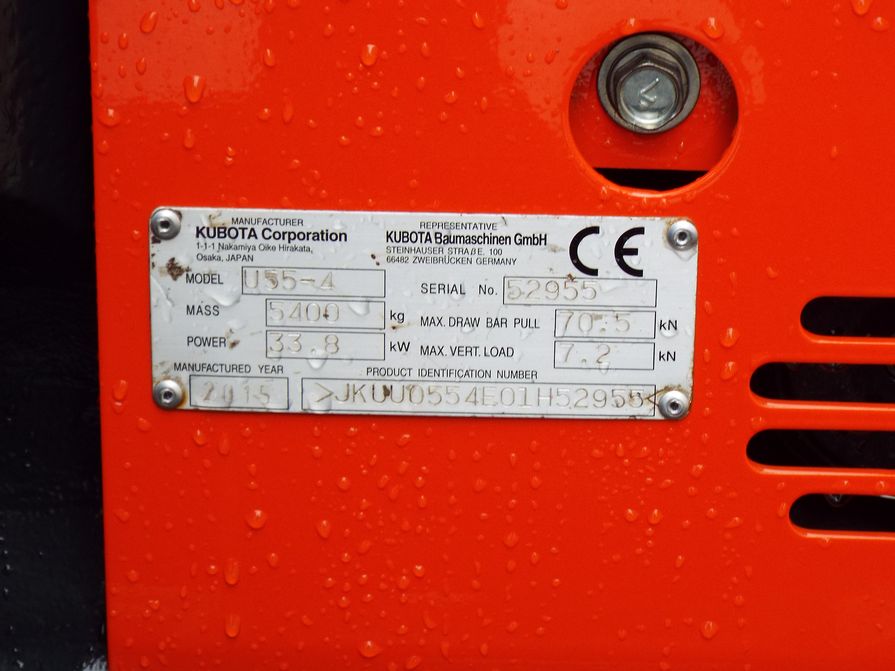 MANUFACTURER
KUBOTA Corporation
1-1-1 Nakamiya Oike Hirakata,
Osaka, JAPAN
REPRESENTATIVE
KUBOTA Baumaschinen GmbH
STEINHAUSER STRAßE. 100
66482 ZWEIBRÜCKEN GERMANY
CE
MODEL U55-4
SERIAL No. 52955
MASS 5400 kg
MAX. DRAW BAR PULL 70.5 kN
POWER 33.8 kW
MAX. VERT. LOAD 7.2 kN
MANUFACTURED YEAR
2015
PRODUCT IDENTIFICATION NUMBER
>JKUU0554E01H52955<